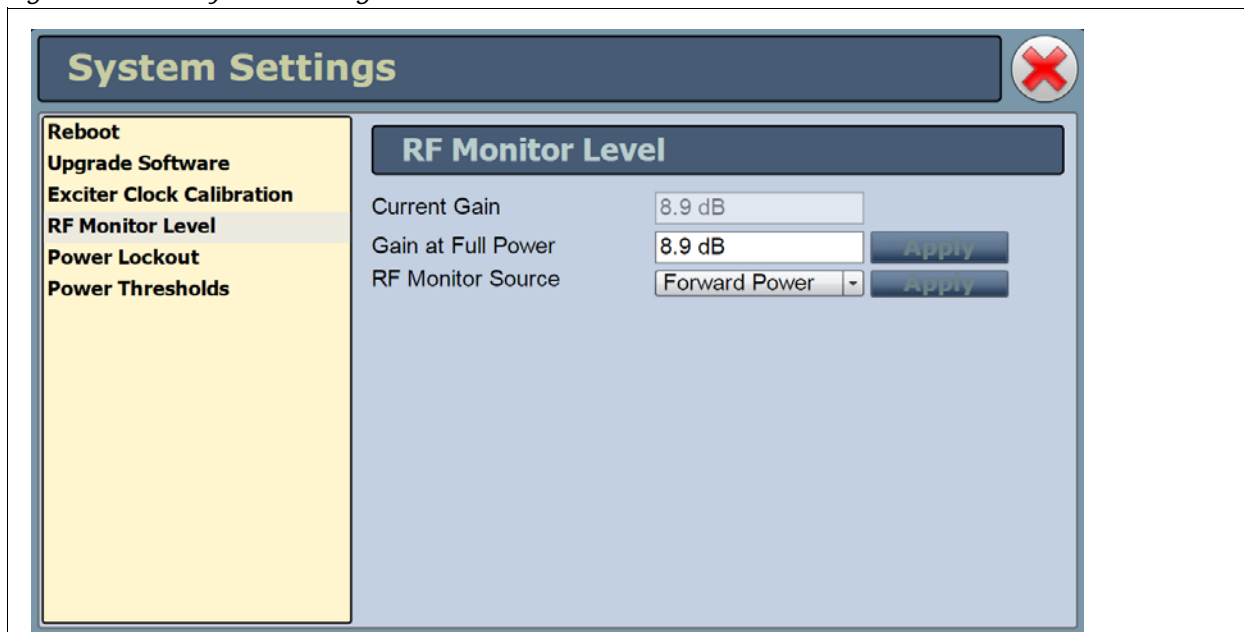 System Settings
Reboot
Upgrade Software
Exciter Clock Calibration
RF Monitor Level
Power Lockout
Power Thresholds
RF Monitor Level
Current Gain 8.9 dB
Gain at Full Power 8.9 dB Apply
RF Monitor Source Forward Power Apply